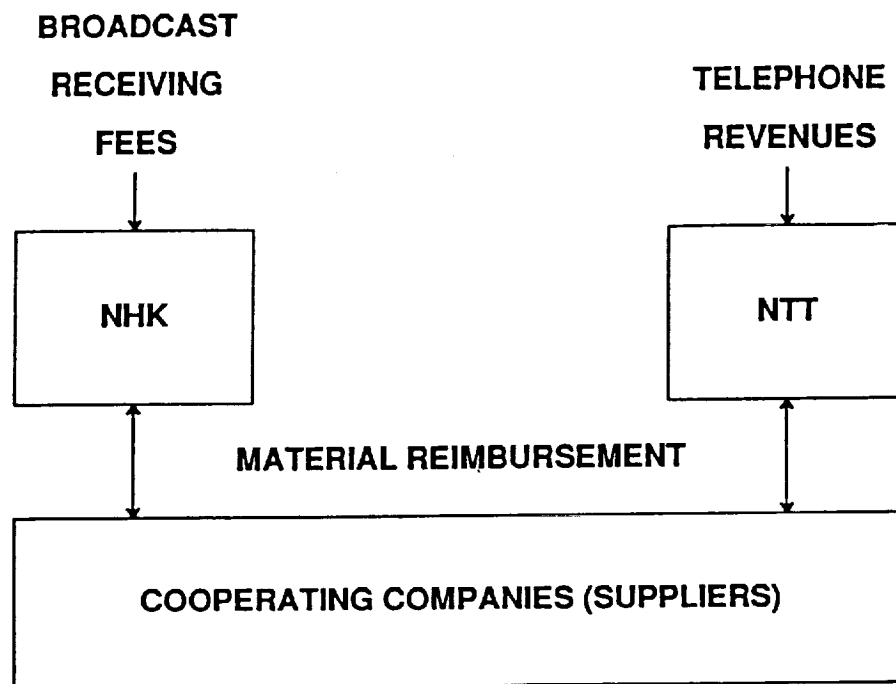 BROADCAST
RECEIVING
FEES
TELEPHONE
REVENUES
NHK
NTT
MATERIAL REIMBURSEMENT
COOPERATING COMPANIES (SUPPLIERS)